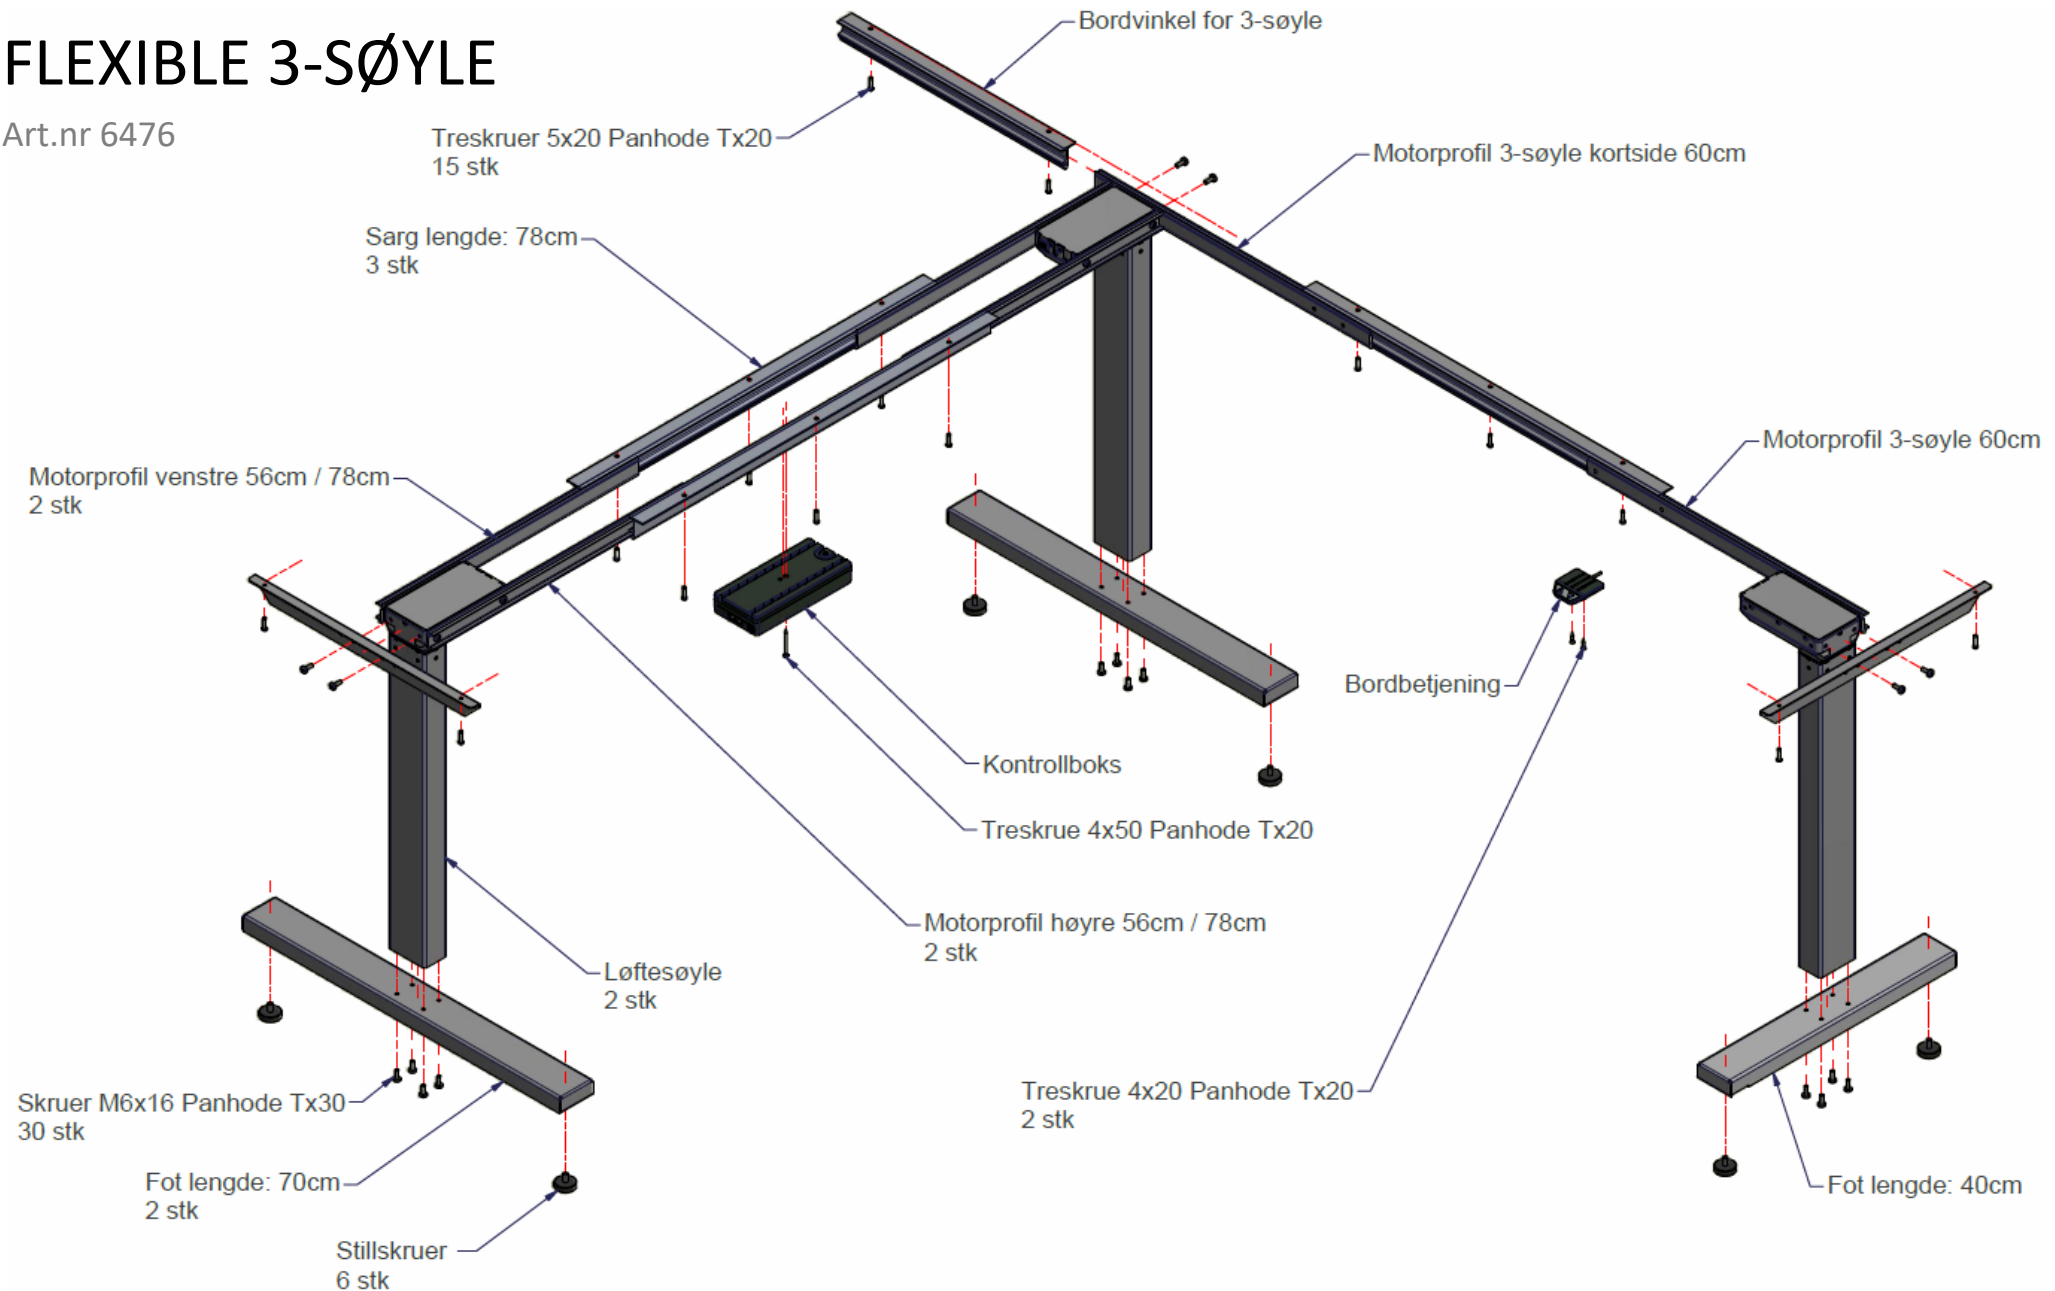 FLEXIBLE 3-SØYLE
Art.nr 6476
Bordvinkel for 3-søyle
Treskruer 5x20 Panhode Tx20
15 stk
Motorprofil 3-søyle kortside 60cm
Sarg lengde: 78cm
3 stk
Motorprofil 3-søyle 60cm
Motorprofil venstre 56cm / 78cm
2 stk
Bordbetjening
Kontrollboks
Treskrue 4x50 Panhode Tx20
Motorprofil høyre 56cm / 78cm
2 stk
Løftesøyle
2 stk
Skruer M6x16 Panhode Tx30
30 stk
Treskrue 4x20 Panhode Tx20
2 stk
Fot lengde: 70cm
2 stk
Fot lengde: 40cm
Stillskruer
6 stk